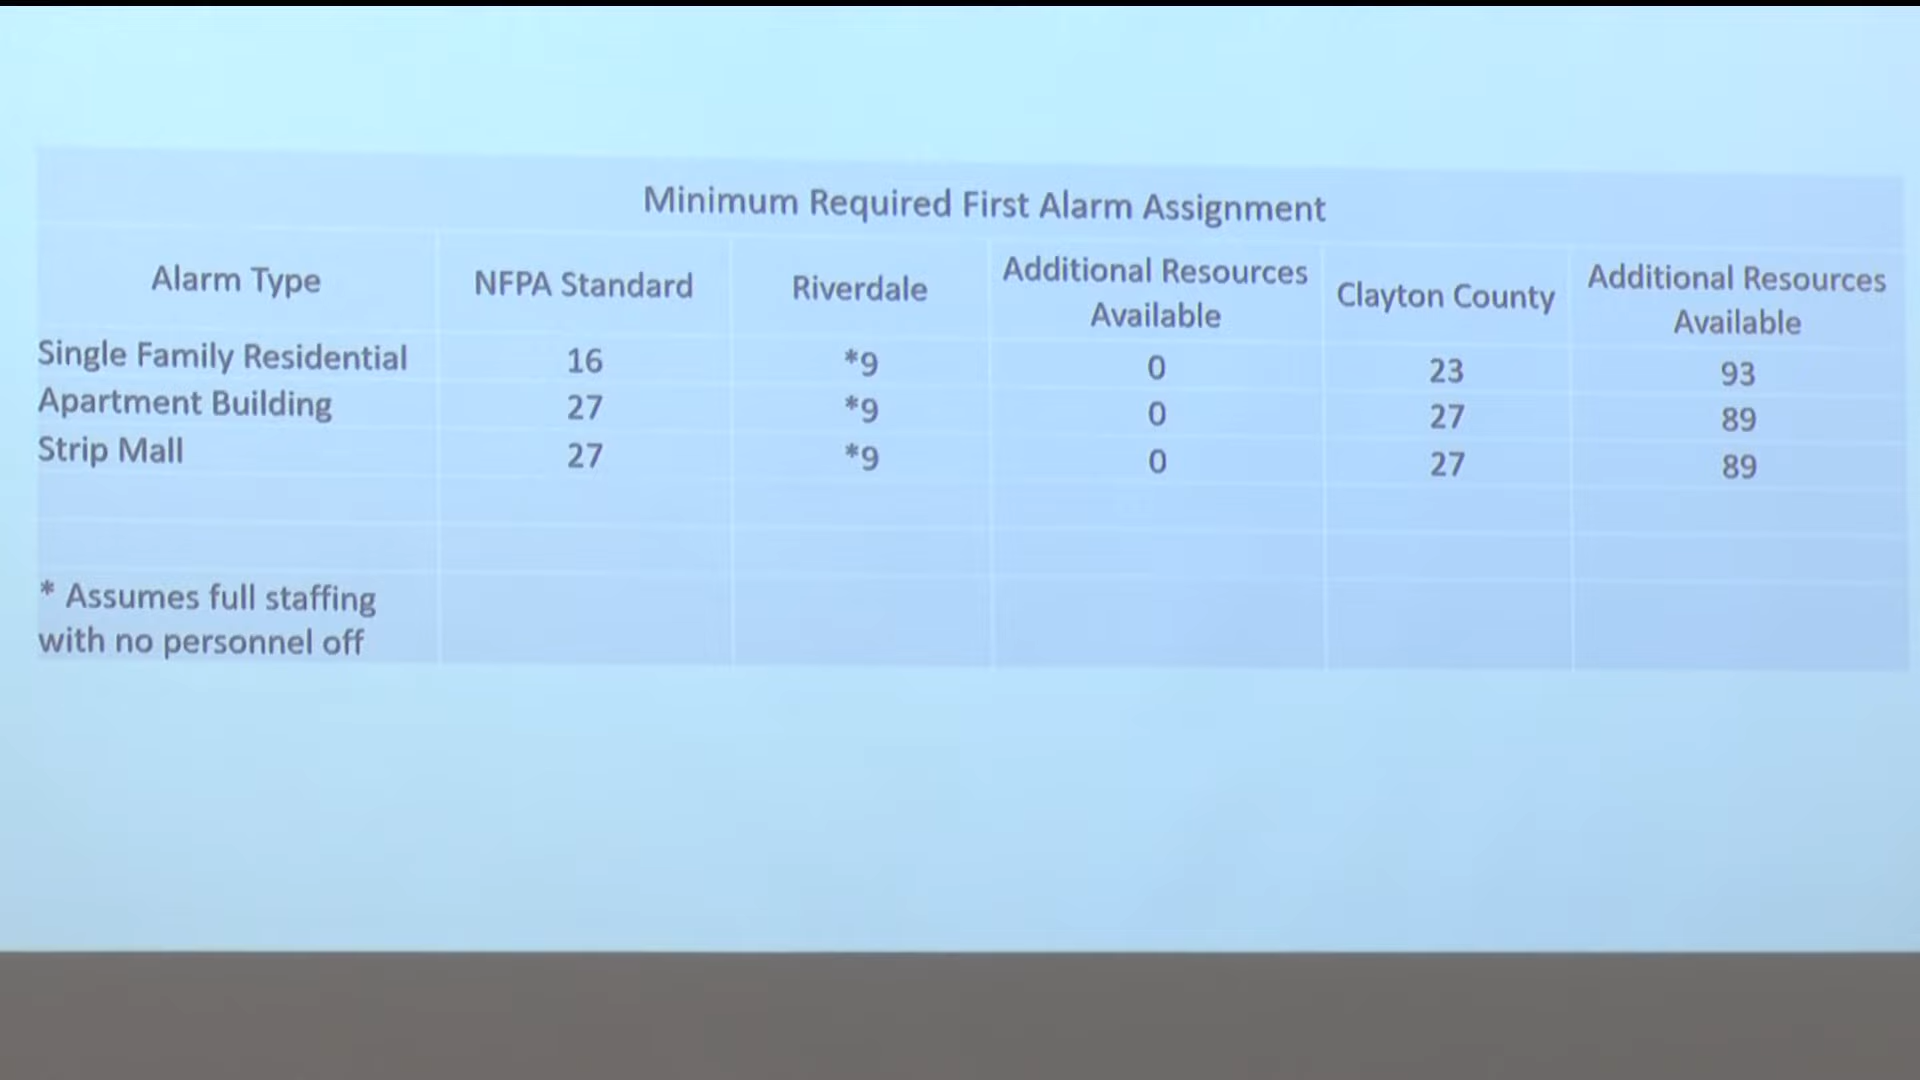 Minimum Required First Alarm Assignment
Alarm Type NFPA Standard Riverdale Additional Resources Available Clayton County Additional Resources Available
Single Family Residential 16 *9 0 23 93
Apartment Building 27 *9 0 27 89
Strip Mall 27 *9 0 27 89
* Assumes full staffing
with no personnel off